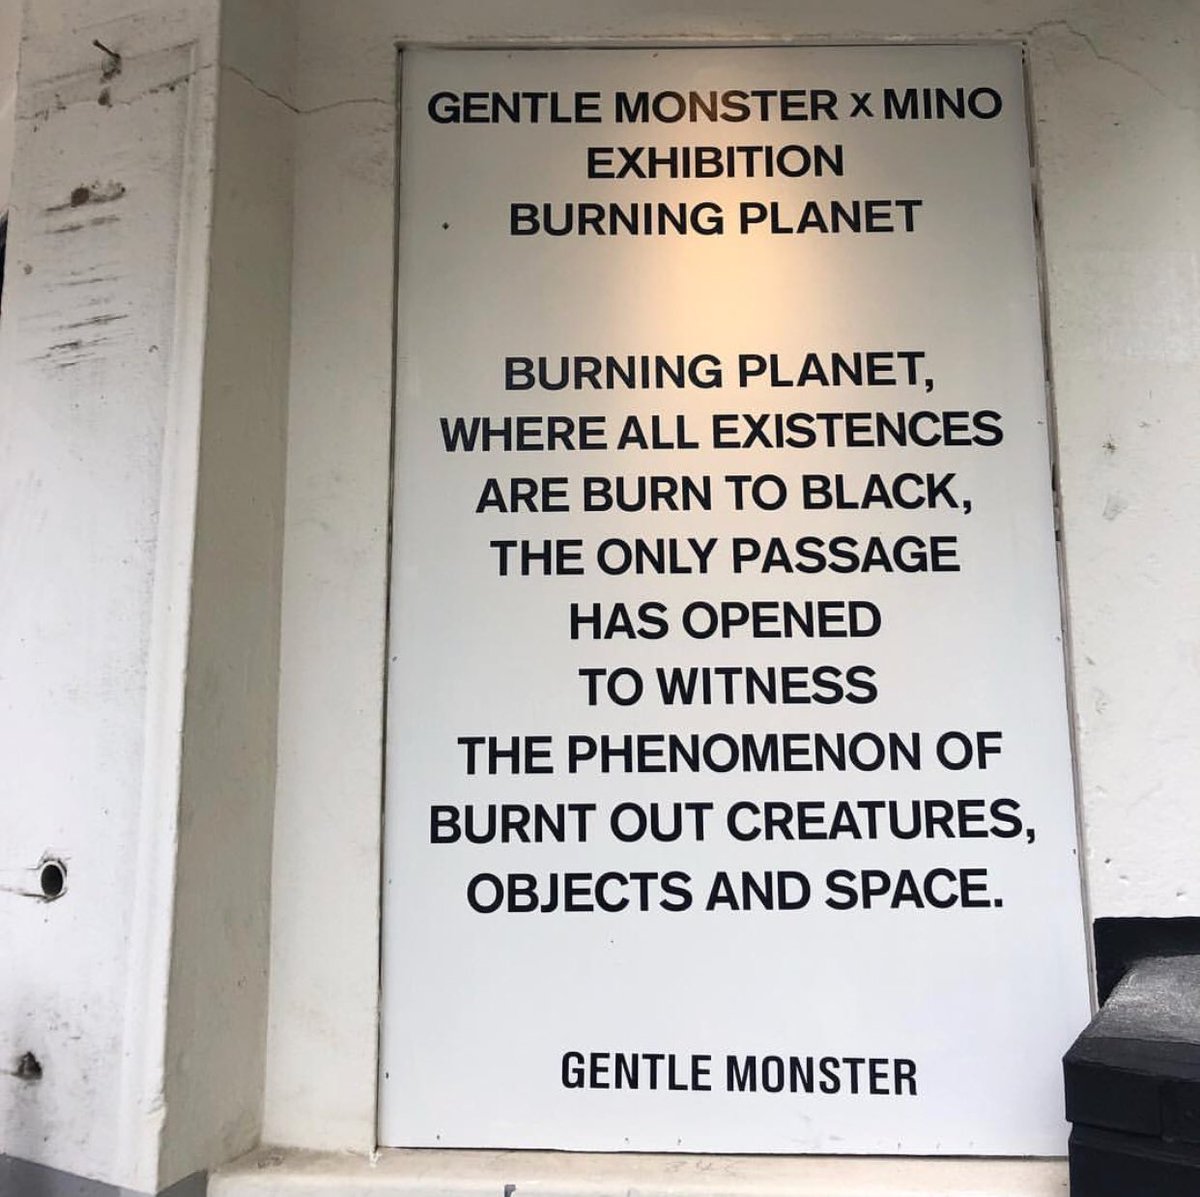 GENTLE MONSTER X MINO
EXHIBITION
BURNING PLANET
BURNING PLANET,
WHERE ALL EXISTENCES
ARE BURN TO BLACK,
THE ONLY PASSAGE
HAS OPENED
TO WITNESS
THE PHENOMENON OF
BURNT OUT CREATURES,
OBJECTS AND SPACE.
GENTLE MONSTER